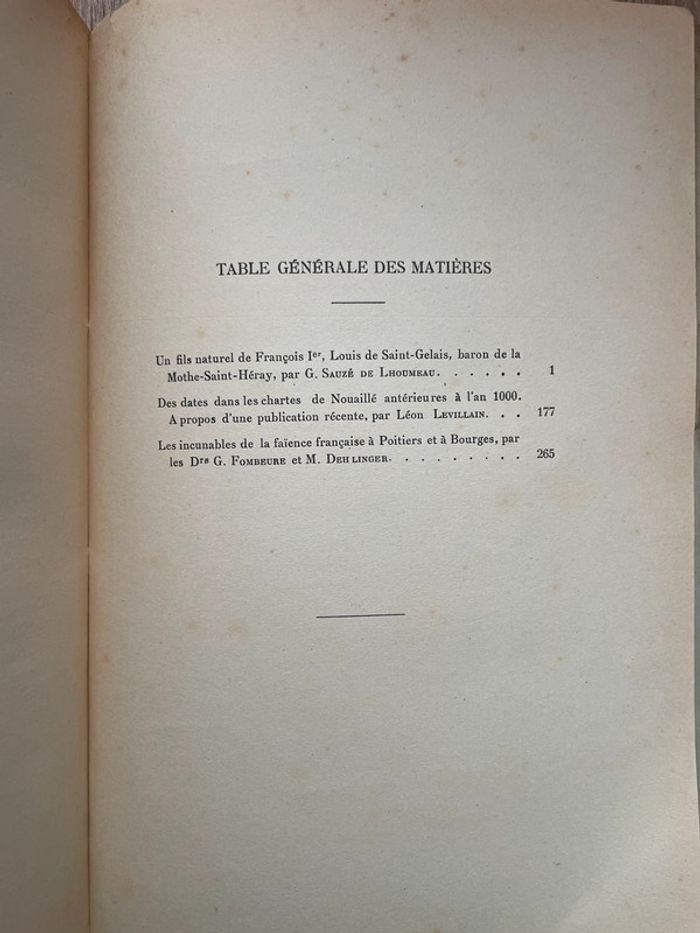 TABLE GÉNÉRALE DES MATIÈRES
Un fils naturel de François Ier, Louis de Saint-Gelais, baron de la
Mothe-Saint-Héray, par G. Sauzé de Lhoumeau. . . . . . 1
Des dates dans les chartes de Nouaillé antérieures à l'an 1000.
A propos d'une publication récente, par Léon Levillain. . . 177
Les incunables de la faïence française à Poitiers et à Bourges, par
les Drs G. Fombeure et M. Dehlinger. . . . . . . . . 265